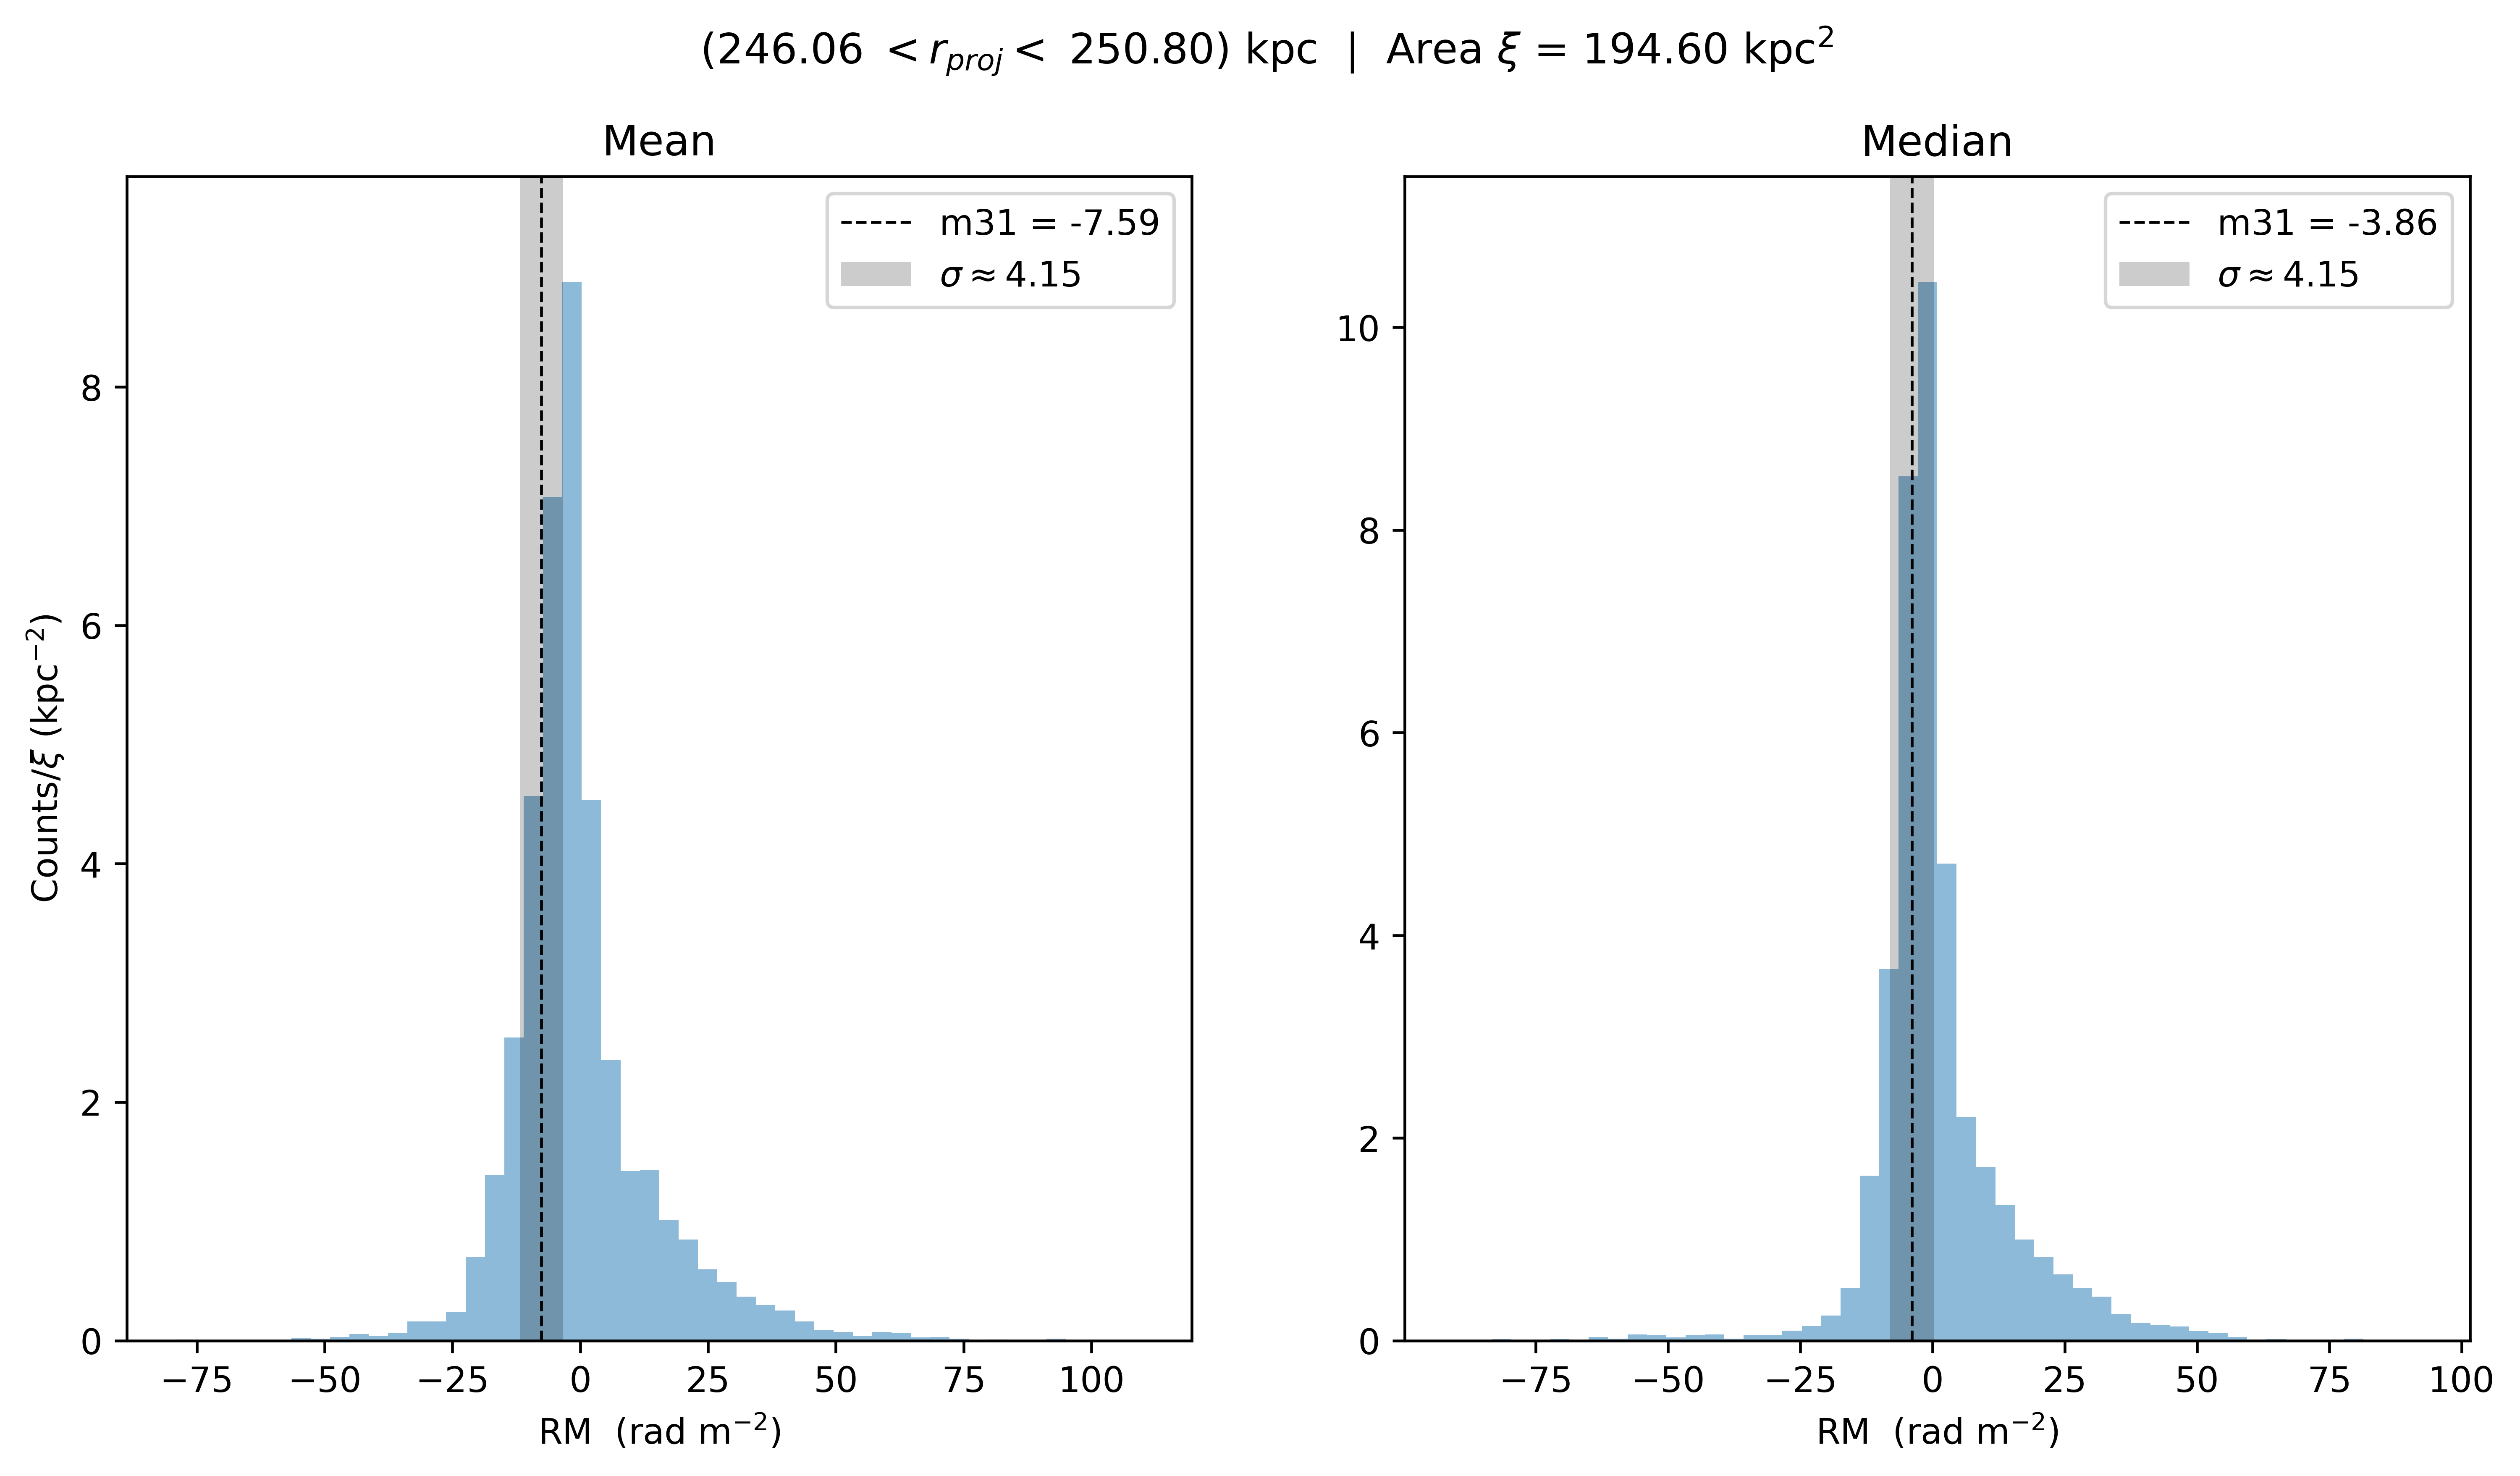 (246.06 < r_proj < 250.80) kpc | Area ξ = 194.60 kpc²
Mean
m31 = -7.59
σ ≈ 4.15
8
6
4
2
0
Counts/ξ (kpc⁻²)
−75 −50 −25 0 25 50 75 100
RM (rad m⁻²)
Median
m31 = -3.86
σ ≈ 4.15
10
8
6
4
2
0
−75 −50 −25 0 25 50 75 100
RM (rad m⁻²)